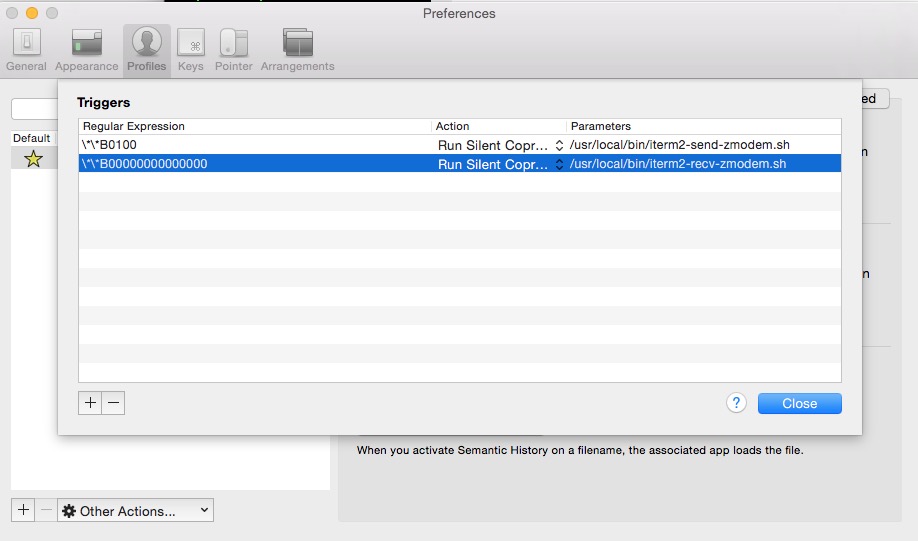 Preferences
General Appearance Profiles Keys Pointer Arrangements
Triggers
ed
Regular Expression Action Parameters
Default
\*\*B0100 Run Silent Copr... /usr/local/bin/iterm2-send-zmodem.sh
\*\*B00000000000000 Run Silent Copr... /usr/local/bin/iterm2-recv-zmodem.sh
+ − ? Close
When you activate Semantic History on a filename, the associated app loads the file.
+ − Other Actions...